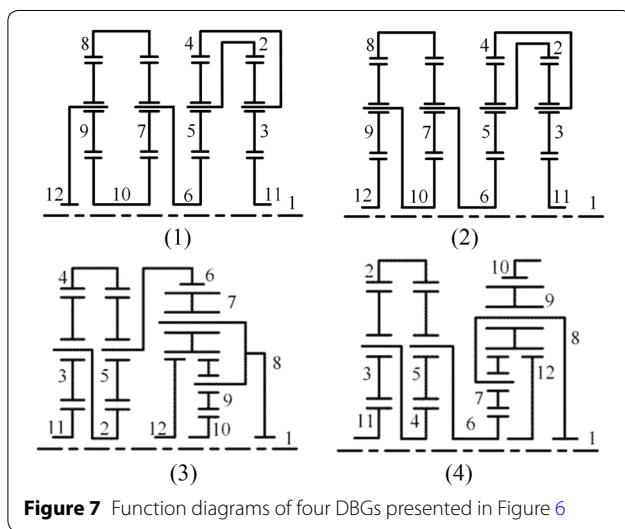 8 4 2 8 4 2
9 7 5 3 9 7 5 3
12 10 6 11 1 12 10 6 11 1
(1) (2)
4 6 7 2 10 9
3 5 8 3 5 7 12 8
9
11 2 12 10 1 11 4 6 1
(3) (4)
Figure 7 Function diagrams of four DBGs presented in Figure 6